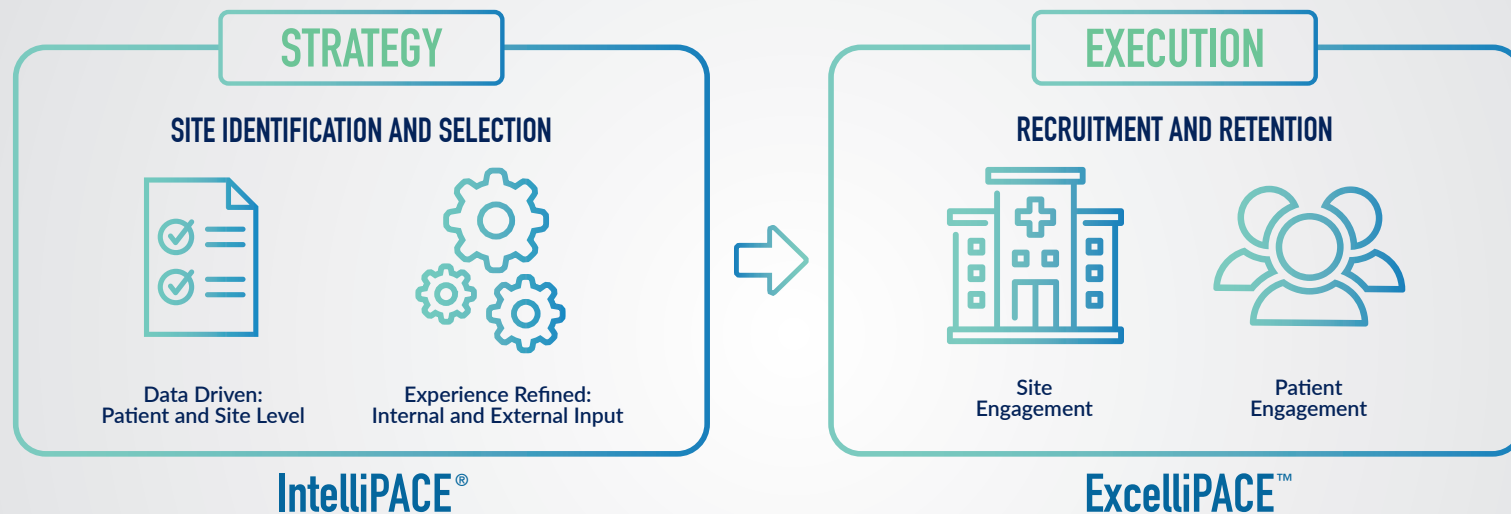 STRATEGY
SITE IDENTIFICATION AND SELECTION
Data Driven:
Patient and Site Level
Experience Refined:
Internal and External Input
IntelliPACE®
EXECUTION
RECRUITMENT AND RETENTION
Site
Engagement
Patient
Engagement
ExcelliPACE™